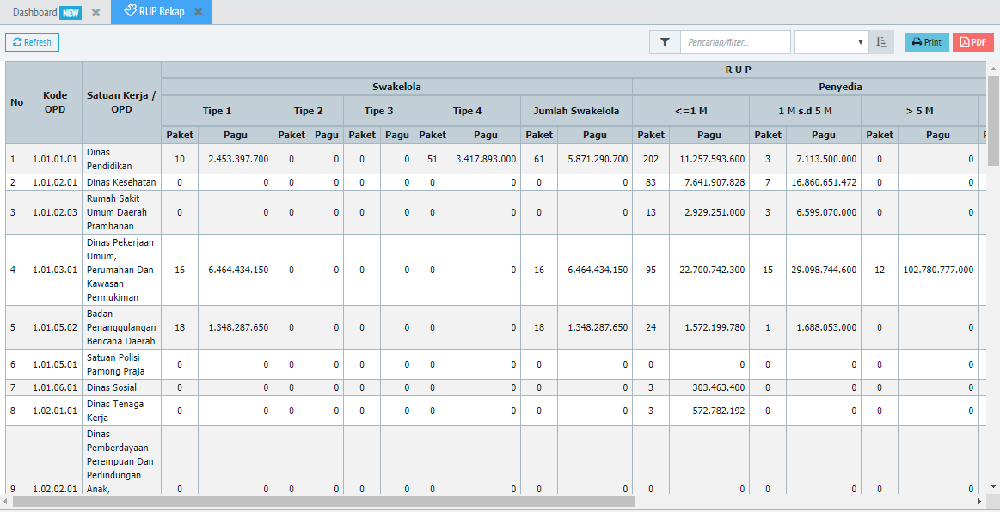 Dashboard NEW ✖ RUP Rekap ✖
Refresh Pencarian/filter... Print PDF
No Kode OPD Satuan Kerja / OPD R U P
Swakelola Penyedia
Tipe 1 Tipe 2 Tipe 3 Tipe 4 Jumlah Swakelola <=1 M 1 M s.d 5 M > 5 M
Paket Pagu Paket Pagu Paket Pagu Paket Pagu Paket Pagu Paket Pagu Paket Pagu Paket Pagu
1 1.01.01.01 Dinas Pendidikan 10 2.453.397.700 0 0 0 0 51 3.417.893.000 61 5.871.290.700 202 11.257.593.600 3 7.113.500.000 0 0
2 1.01.02.01 Dinas Kesehatan 0 0 0 0 0 0 0 0 0 0 83 7.641.907.828 7 16.860.651.472 0 0
3 1.01.02.03 Rumah Sakit Umum Daerah Prambanan 0 0 0 0 0 0 0 0 0 0 13 2.929.251.000 3 6.599.070.000 0 0
4 1.01.03.01 Dinas Pekerjaan Umum, Perumahan Dan Kawasan Permukiman 16 6.464.434.150 0 0 0 0 0 0 16 6.464.434.150 95 22.700.742.300 15 29.098.744.600 12 102.780.777.000
5 1.01.05.02 Badan Penanggulangan Bencana Daerah 18 1.348.287.650 0 0 0 0 0 0 18 1.348.287.650 24 1.572.199.780 1 1.688.053.000 0 0
6 1.01.05.01 Satuan Polisi Pamong Praja 0 0 0 0 0 0 0 0 0 0 0 0 0 0 0 0
7 1.01.06.01 Dinas Sosial 0 0 0 0 0 0 0 0 0 0 3 303.463.400 0 0 0 0
8 1.02.01.01 Dinas Tenaga Kerja 0 0 0 0 0 0 0 0 0 0 3 572.782.192 0 0 0 0
9 1.02.02.01 Dinas Pemberdayaan Perempuan Dan Perlindungan Anak, 0 0 0 0 0 0 0 0 0 0 0 0 0 0 0 0